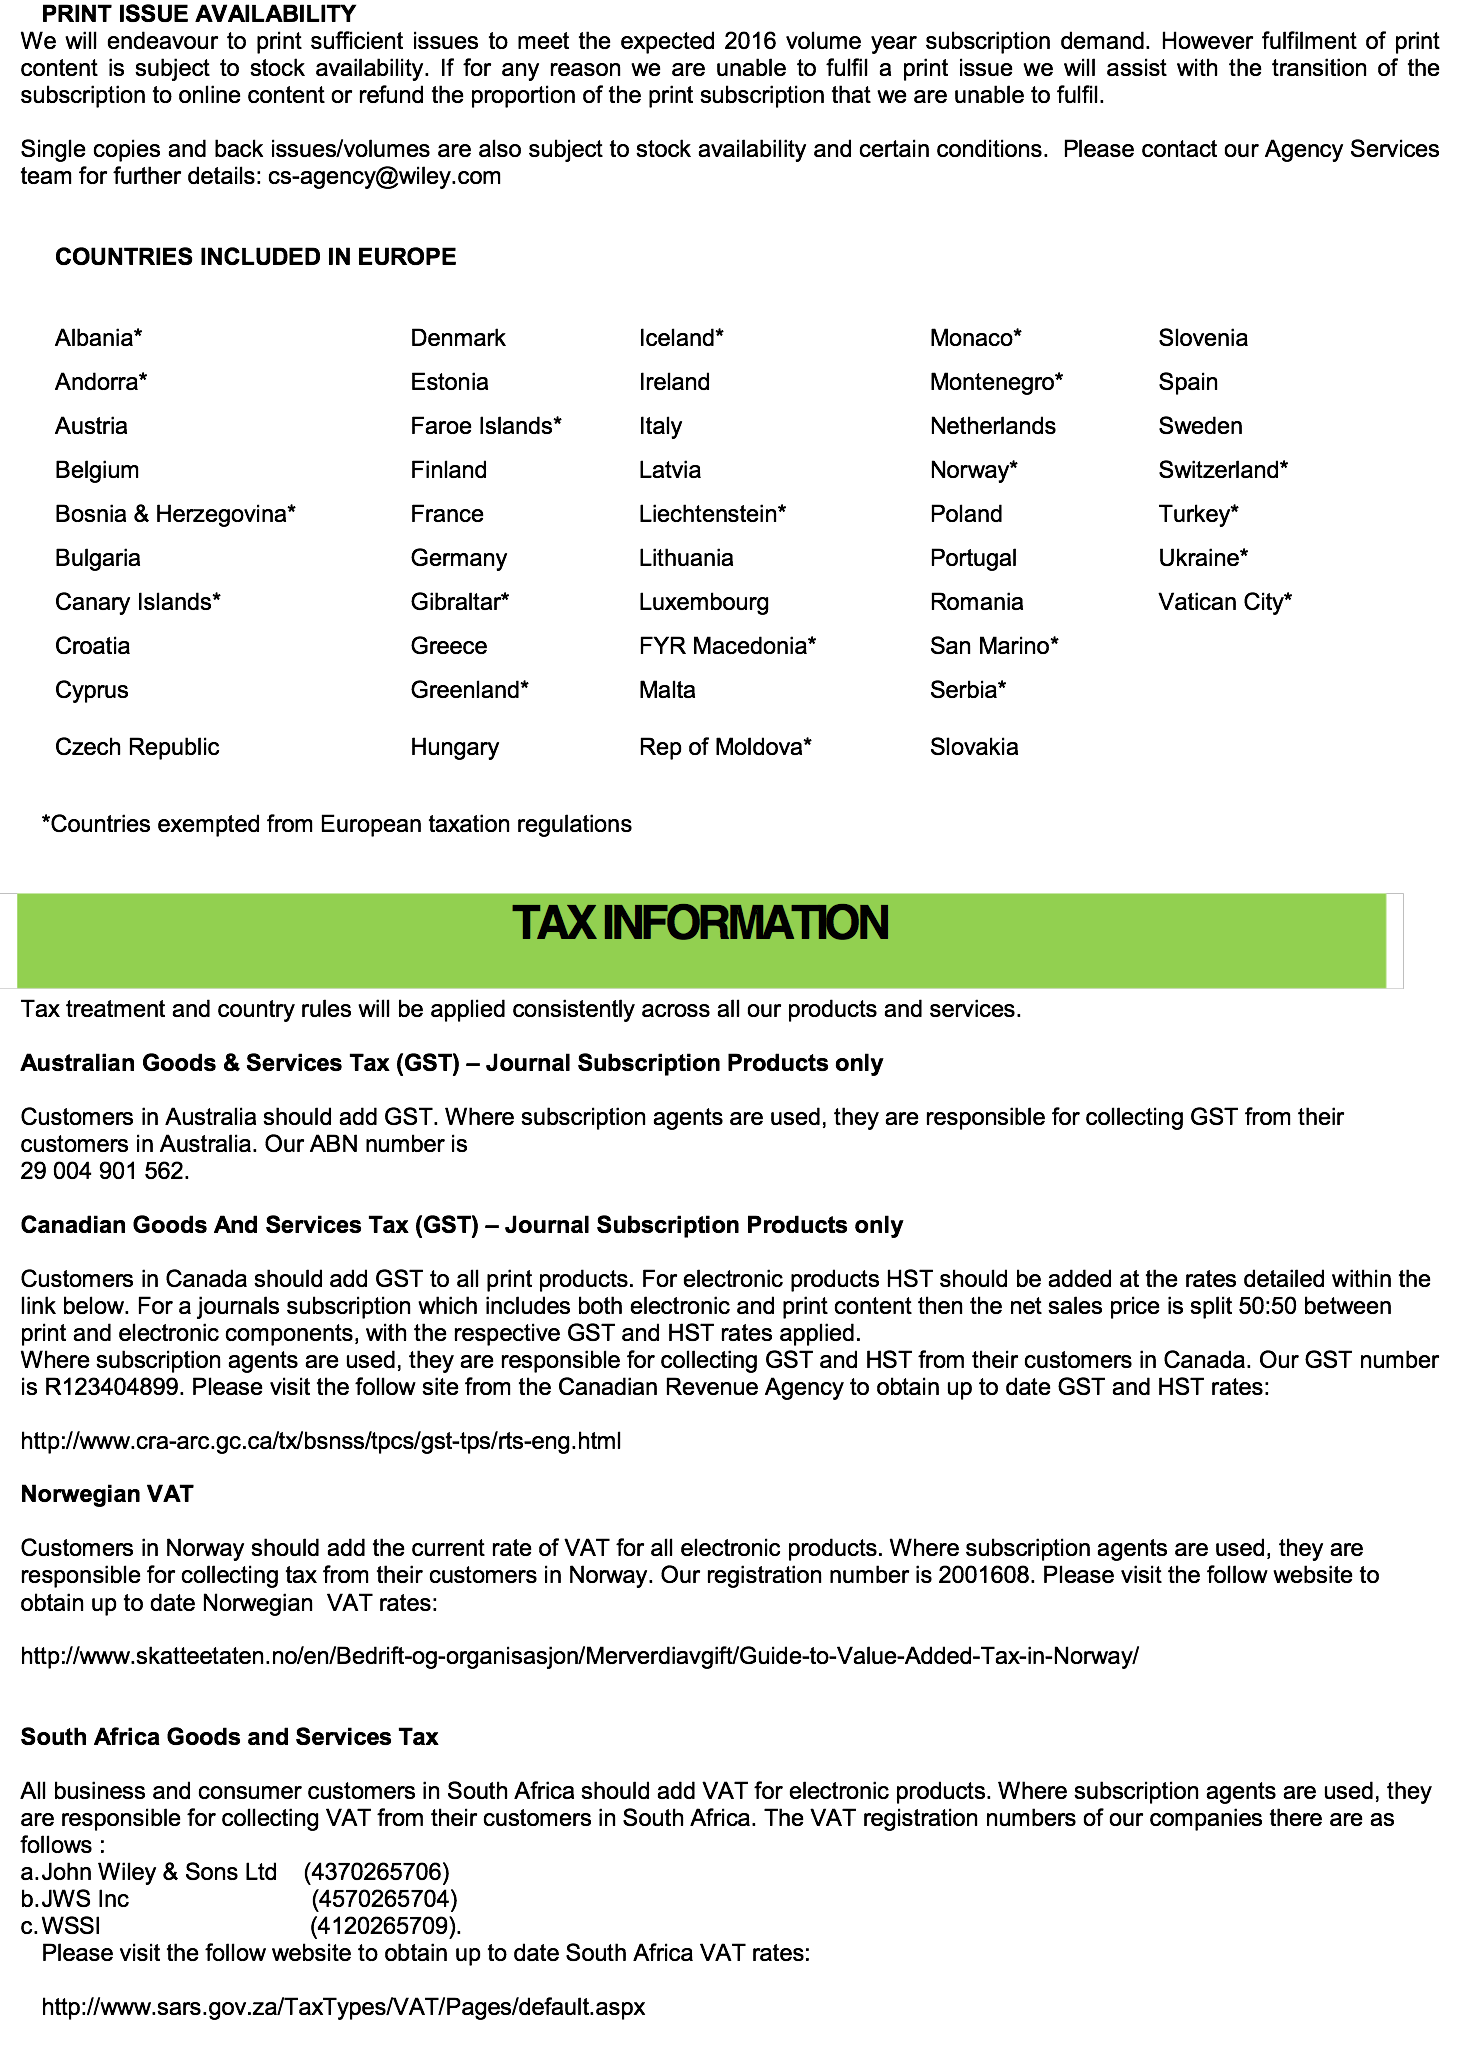 PRINT ISSUE AVAILABILITY
We will endeavour to print sufficient issues to meet the expected 2016 volume year subscription demand. However fulfilment of print
content is subject to stock availability. If for any reason we are unable to fulfil a print issue we will assist with the transition of the
subscription to online content or refund the proportion of the print subscription that we are unable to fulfil.
Single copies and back issues/volumes are also subject to stock availability and certain conditions. Please contact our Agency Services
team for further details: cs-agency@wiley.com
COUNTRIES INCLUDED IN EUROPE
Albania* Denmark Iceland* Monaco* Slovenia
Andorra* Estonia Ireland Montenegro* Spain
Austria Faroe Islands* Italy Netherlands Sweden
Belgium Finland Latvia Norway* Switzerland*
Bosnia & Herzegovina* France Liechtenstein* Poland Turkey*
Bulgaria Germany Lithuania Portugal Ukraine*
Canary Islands* Gibraltar* Luxembourg Romania Vatican City*
Croatia Greece FYR Macedonia* San Marino*
Cyprus Greenland* Malta Serbia*
Czech Republic Hungary Rep of Moldova* Slovakia
*Countries exempted from European taxation regulations
TAX INFORMATION
Tax treatment and country rules will be applied consistently across all our products and services.
Australian Goods & Services Tax (GST) – Journal Subscription Products only
Customers in Australia should add GST. Where subscription agents are used, they are responsible for collecting GST from their
customers in Australia. Our ABN number is
29 004 901 562.
Canadian Goods And Services Tax (GST) – Journal Subscription Products only
Customers in Canada should add GST to all print products. For electronic products HST should be added at the rates detailed within the
link below. For a journals subscription which includes both electronic and print content then the net sales price is split 50:50 between
print and electronic components, with the respective GST and HST rates applied.
Where subscription agents are used, they are responsible for collecting GST and HST from their customers in Canada. Our GST number
is R123404899. Please visit the follow site from the Canadian Revenue Agency to obtain up to date GST and HST rates:
http://www.cra-arc.gc.ca/tx/bsnss/tpcs/gst-tps/rts-eng.html
Norwegian VAT
Customers in Norway should add the current rate of VAT for all electronic products. Where subscription agents are used, they are
responsible for collecting tax from their customers in Norway. Our registration number is 2001608. Please visit the follow website to
obtain up to date Norwegian VAT rates:
http://www.skatteetaten.no/en/Bedrift-og-organisasjon/Merverdiavgift/Guide-to-Value-Added-Tax-in-Norway/
South Africa Goods and Services Tax
All business and consumer customers in South Africa should add VAT for electronic products. Where subscription agents are used, they
are responsible for collecting VAT from their customers in South Africa. The VAT registration numbers of our companies there are as
follows :
a. John Wiley & Sons Ltd (4370265706)
b. JWS Inc (4570265704)
c. WSSI (4120265709).
Please visit the follow website to obtain up to date South Africa VAT rates:
http://www.sars.gov.za/TaxTypes/VAT/Pages/default.aspx